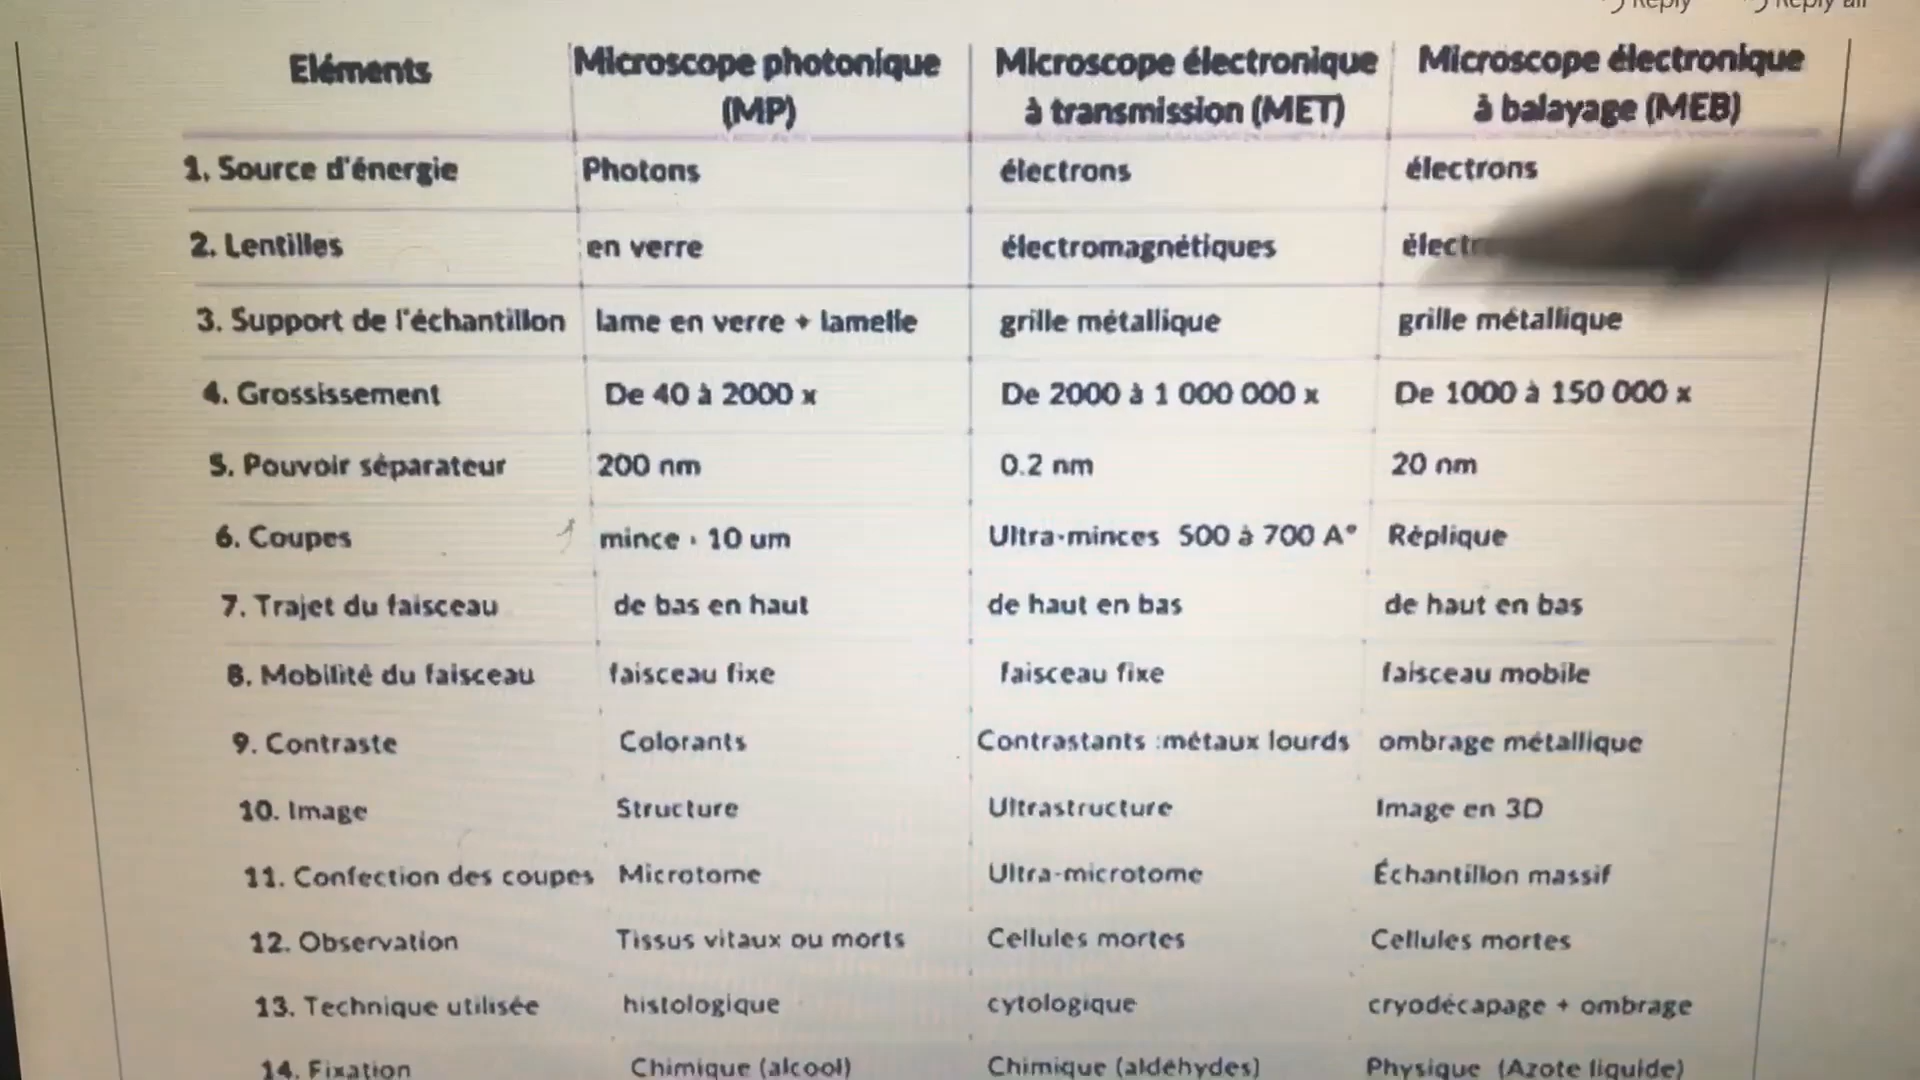 Reply Reply all
Eléments Microscope photonique Microscope électronique Microscope électronique
(MP) à transmission (MET) à balayage (MEB)
1. Source d'énergie Photons électrons électrons
2. Lentilles en verre électromagnétiques
3. Support de l'échantillon lame en verre + lamelle grille métallique grille métallique
4. Grossissement De 40 à 2000 x De 2000 à 1 000 000 x De 1000 à 150 000 x
5. Pouvoir séparateur 200 nm 0.2 nm 20 nm
6. Coupes mince : 10 um Ultra-minces 500 à 700 A° Réplique
7. Trajet du faisceau de bas en haut de haut en bas de haut en bas
8. Mobilité du faisceau faisceau fixe faisceau fixe faisceau mobile
9. Contraste Colorants Contrastants :métaux lourds ombrage métallique
10. Image Structure Ultrastructure Image en 3D
11. Confection des coupes Microtome Ultra-microtome Échantillon massif
12. Observation Tissus vitaux ou morts Cellules mortes Cellules mortes
13. Technique utilisée histologique cytologique cryodécapage + ombrage
14. Fixation Chimique (alcool) Chimique (aldéhydes) Physique (Azote liquide)